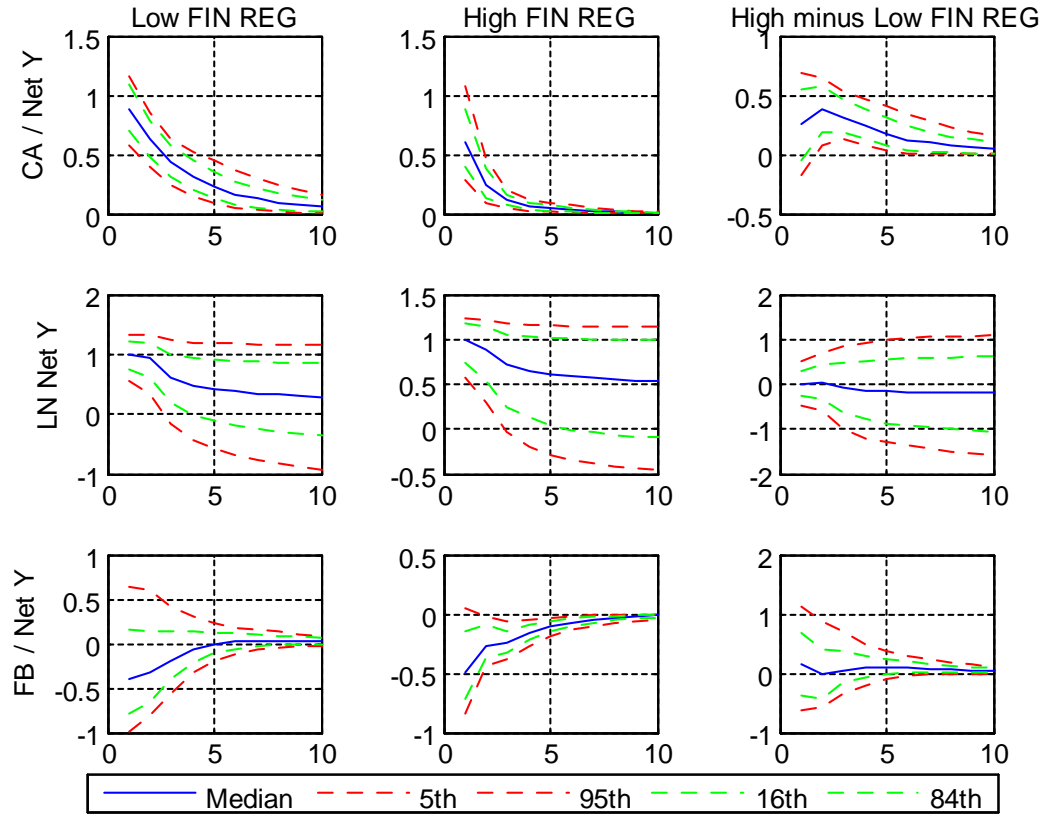 Low FIN REG High FIN REG High minus Low FIN REG
CA / Net Y
1.5 1 0.5 0
0 5 10
1.5 1 0.5 0
0 5 10
1 0.5 0 -0.5
0 5 10
LN Net Y
2 1 0 -1
0 5 10
1.5 1 0.5 0 -0.5
0 5 10
2 1 0 -1 -2
0 5 10
FB / Net Y
1 0.5 0 -0.5 -1
0 5 10
0.5 0 -0.5 -1
0 5 10
2 1 0 -1
0 5 10
Median 5th 95th 16th 84th